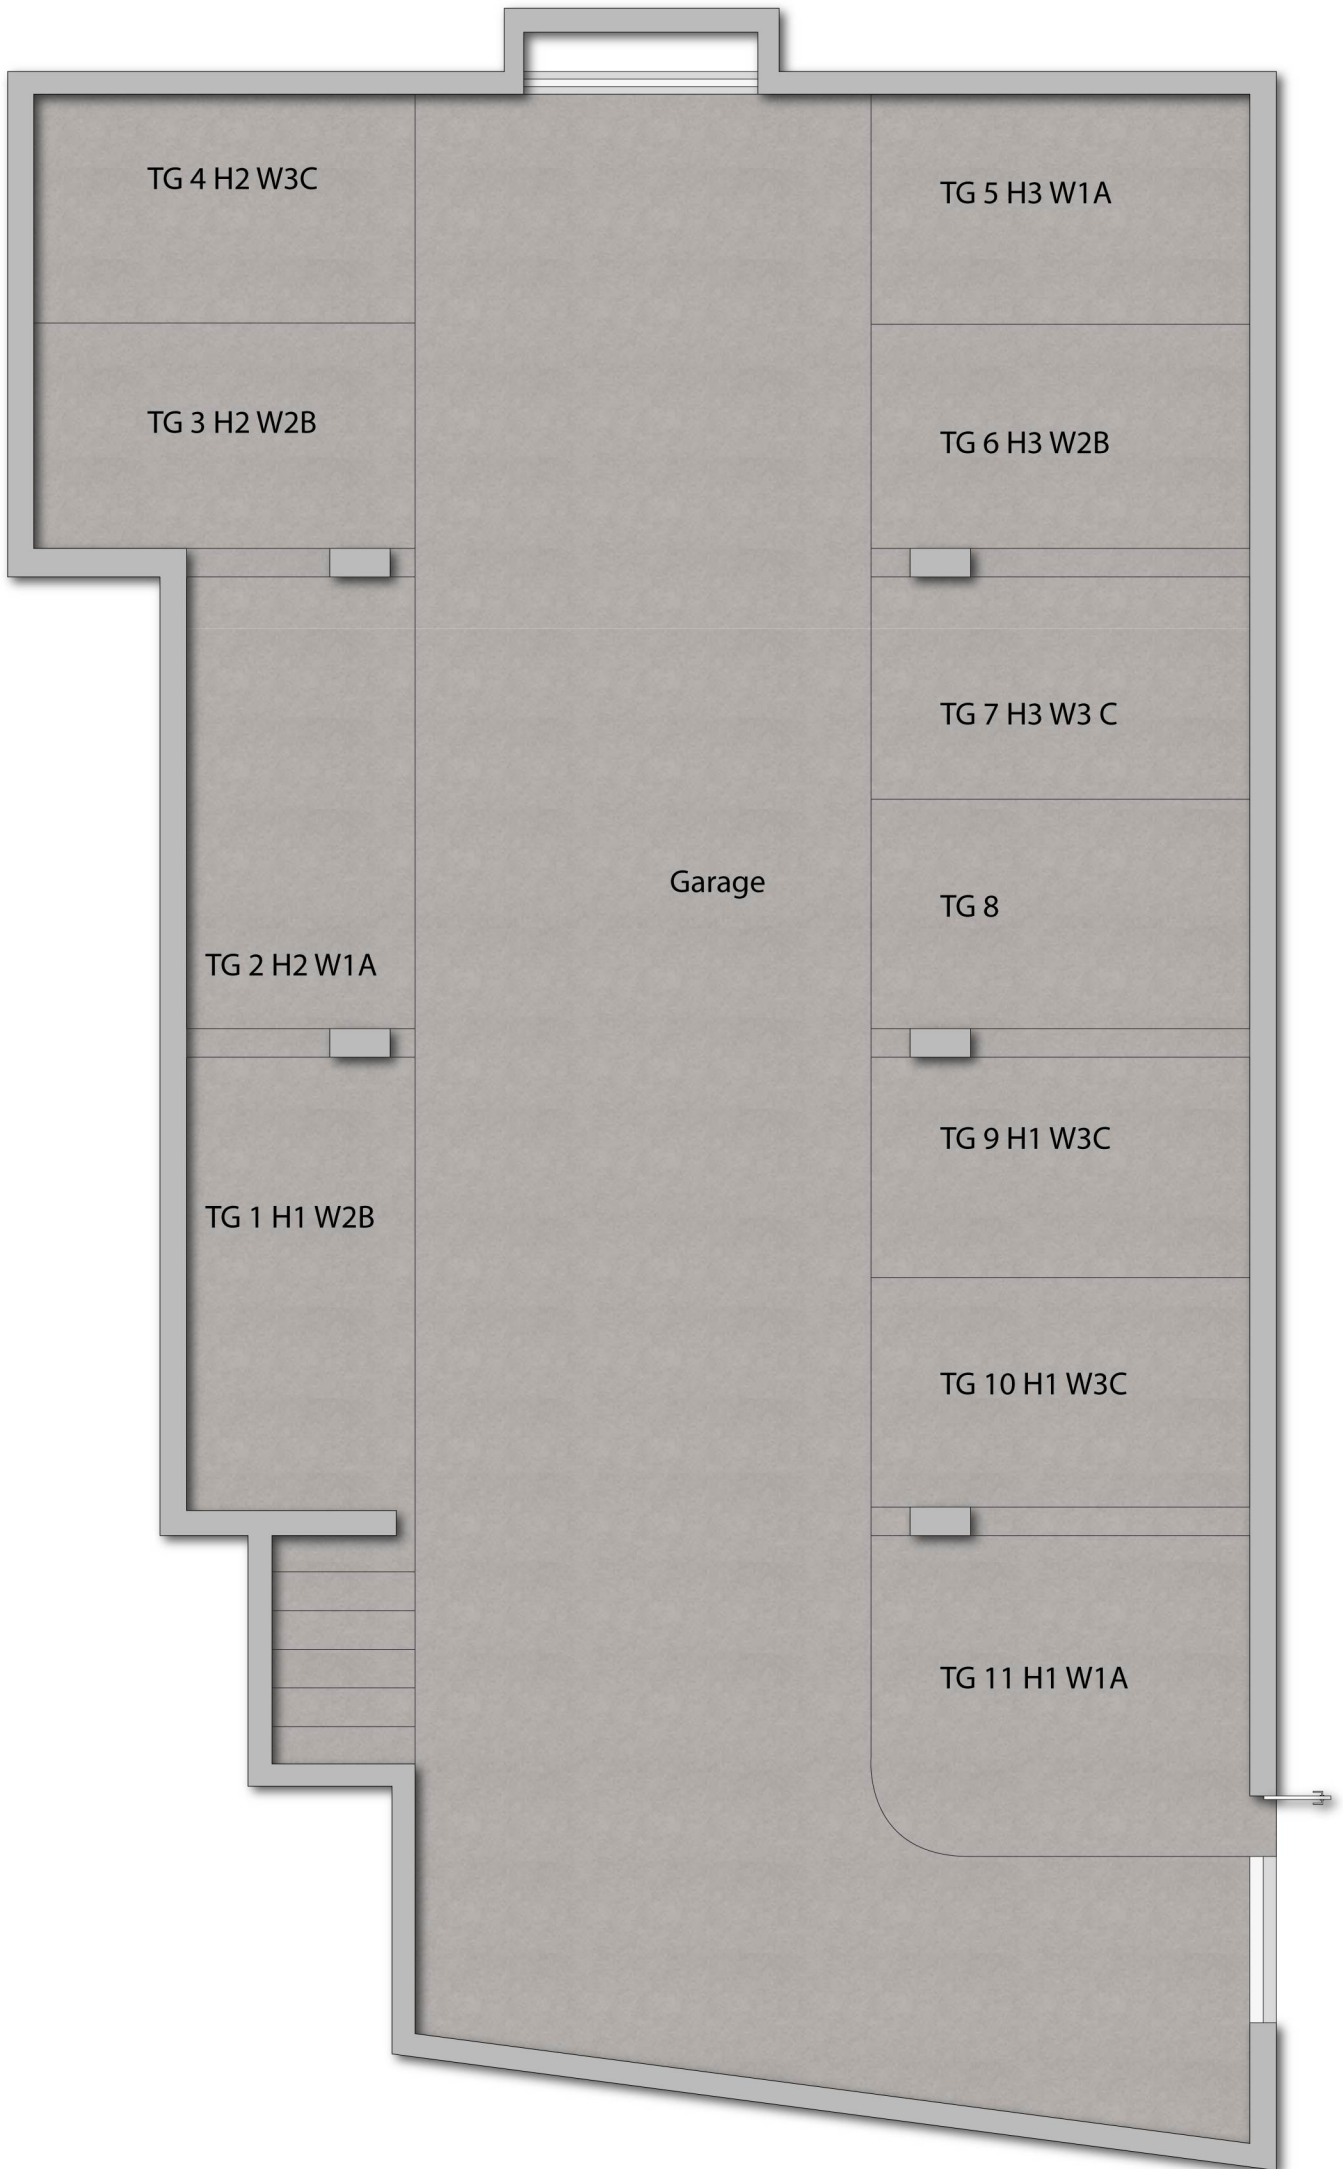 TG 4 H2 W3C
TG 5 H3 W1A
TG 3 H2 W2B
TG 6 H3 W2B
TG 7 H3 W3 C
Garage
TG 8
TG 2 H2 W1A
TG 9 H1 W3C
TG 1 H1 W2B
TG 10 H1 W3C
TG 11 H1 W1A